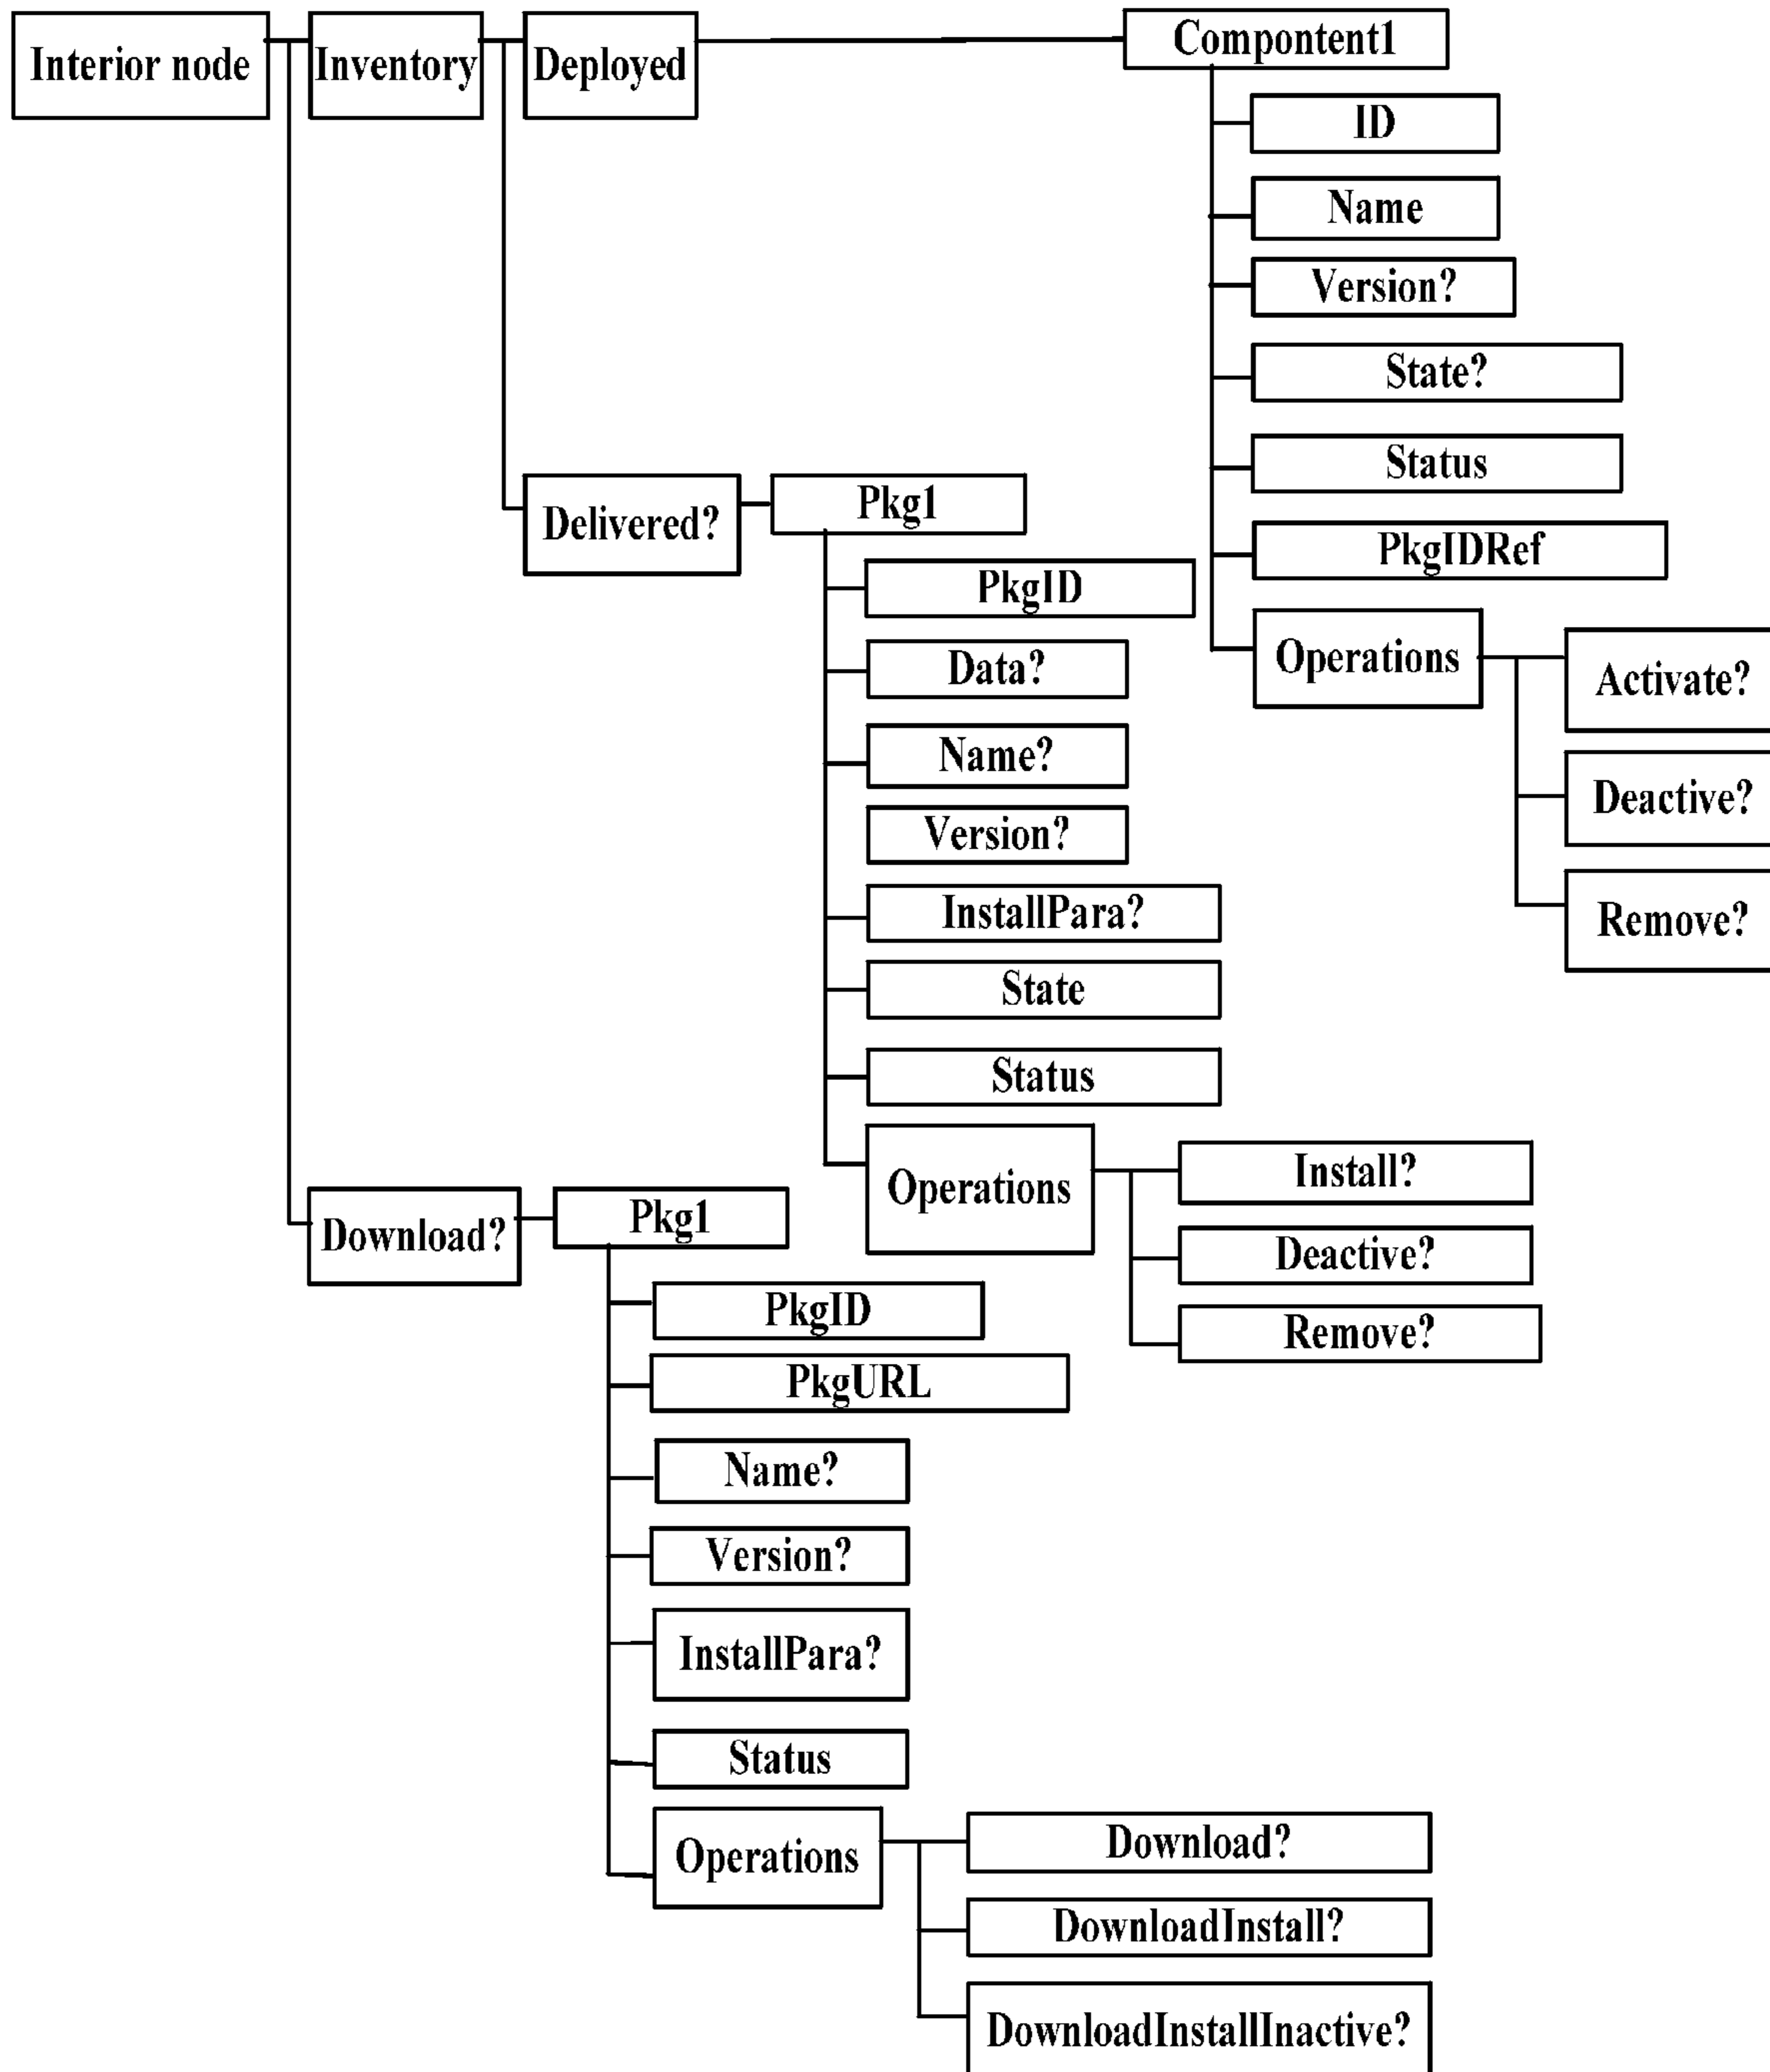 Interior node
Inventory
Deployed
Compontent1
ID
Name
Version?
State?
Status
PkgIDRef
Operations
Activate?
Deactive?
Remove?
Delivered?
Pkg1
PkgID
Data?
Name?
Version?
InstallPara?
State
Status
Operations
Install?
Deactive?
Remove?
Download?
Pkg1
PkgID
PkgURL
Name?
Version?
InstallPara?
Status
Operations
Download?
DownloadInstall?
DownloadInstallInactive?